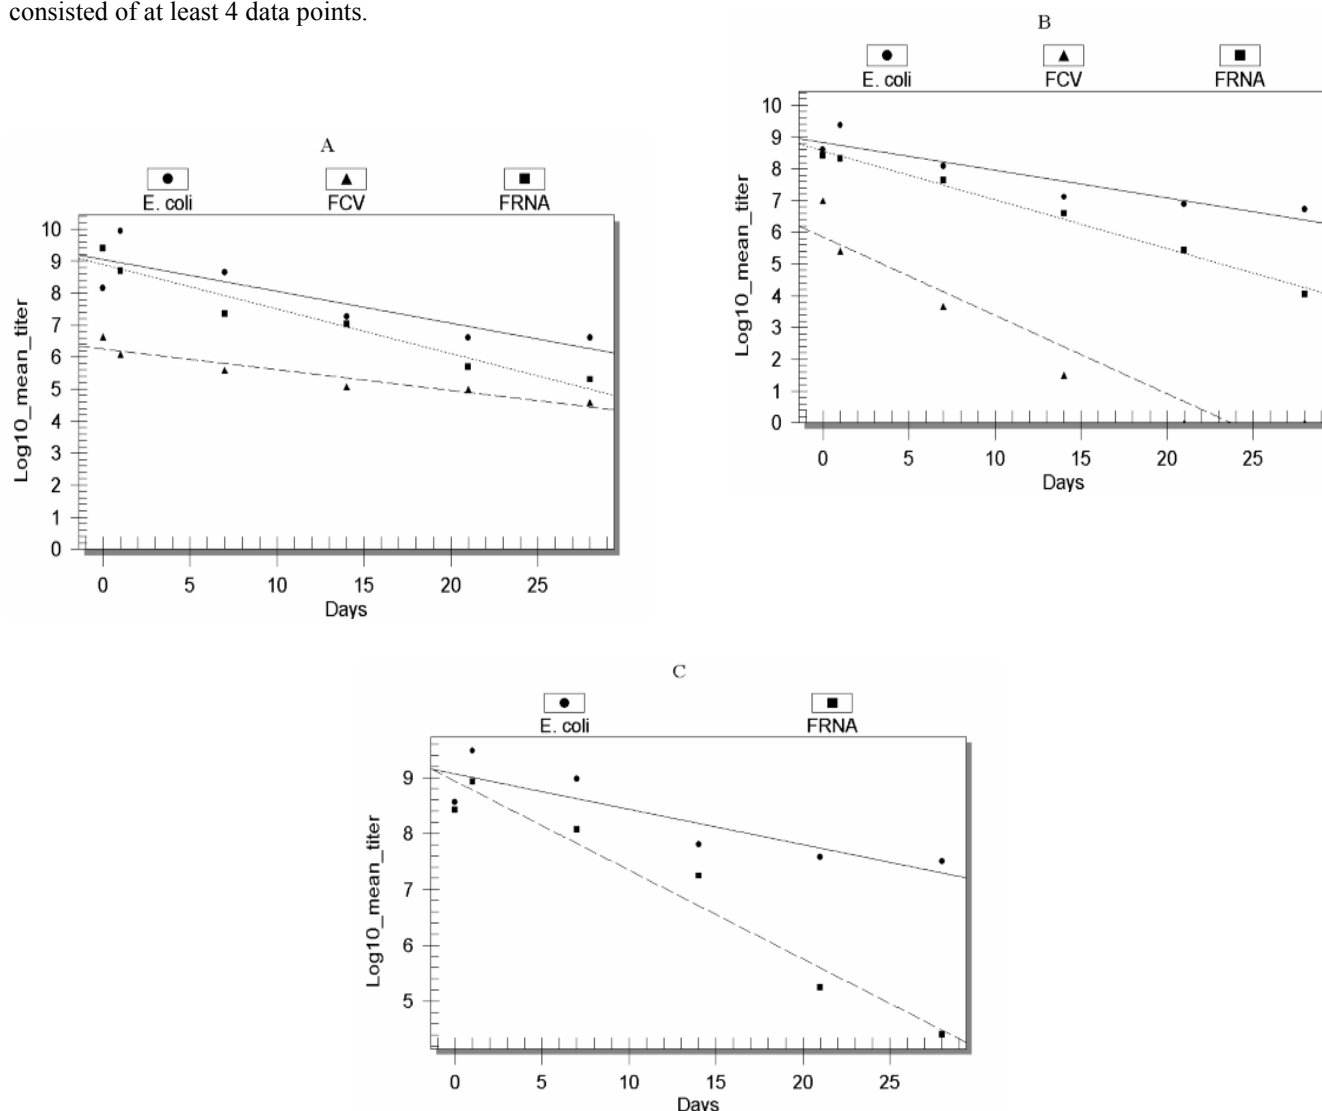 consisted of at least 4 data points.
A
E. coli FCV FRNA
10
9
8
7
6
5
4
3
2
1
0
Log10_mean_titer
0 5 10 15 20 25
Days
B
E. coli FCV FRNA
10
9
8
7
6
5
4
3
2
1
0
Log10_mean_titer
0 5 10 15 20 25
Days
C
E. coli FRNA
9
8
7
6
5
Log10_mean_titer
0 5 10 15 20 25
Days